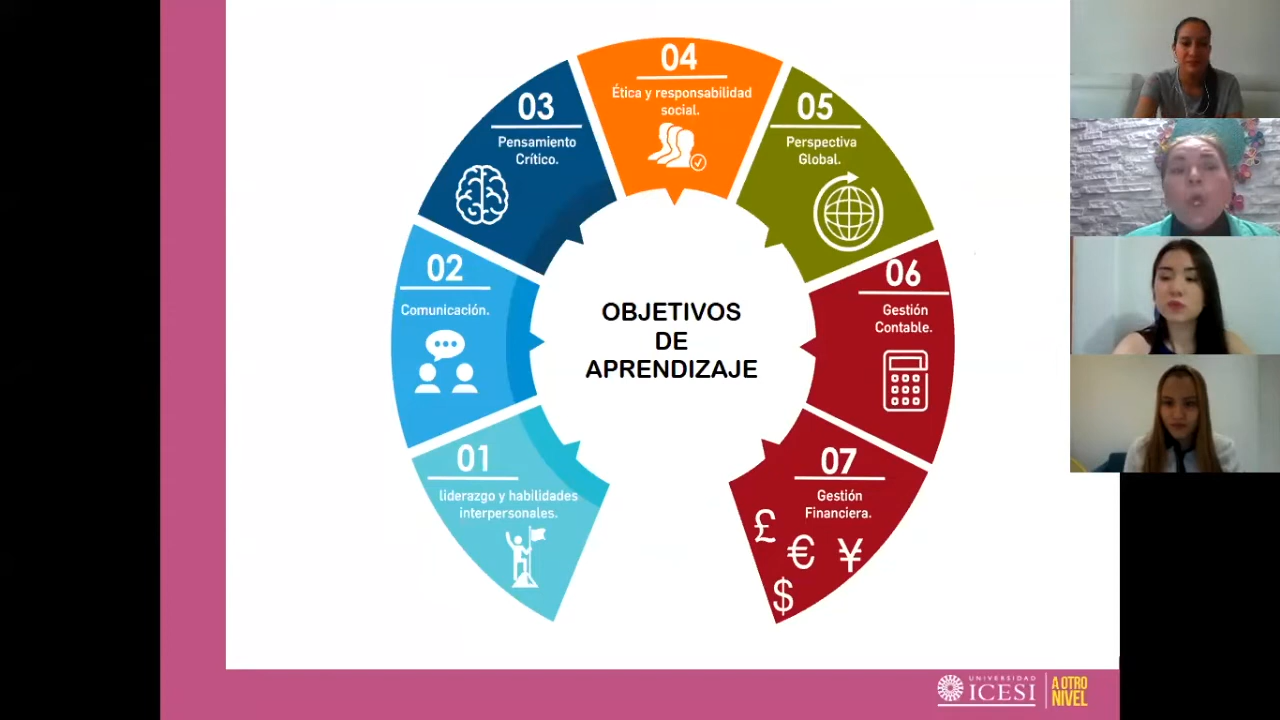 04
Ética y responsabilidad
social.
03
Pensamiento
Crítico.
05
Perspectiva
Global.
02
Comunicación.
06
Gestión
Contable.
OBJETIVOS
DE
APRENDIZAJE
01
liderazgo y habilidades
interpersonales.
07
Gestión
Financiera.
£
€
¥
$
UNIVERSIDAD
ICESI
A OTRO
NIVEL